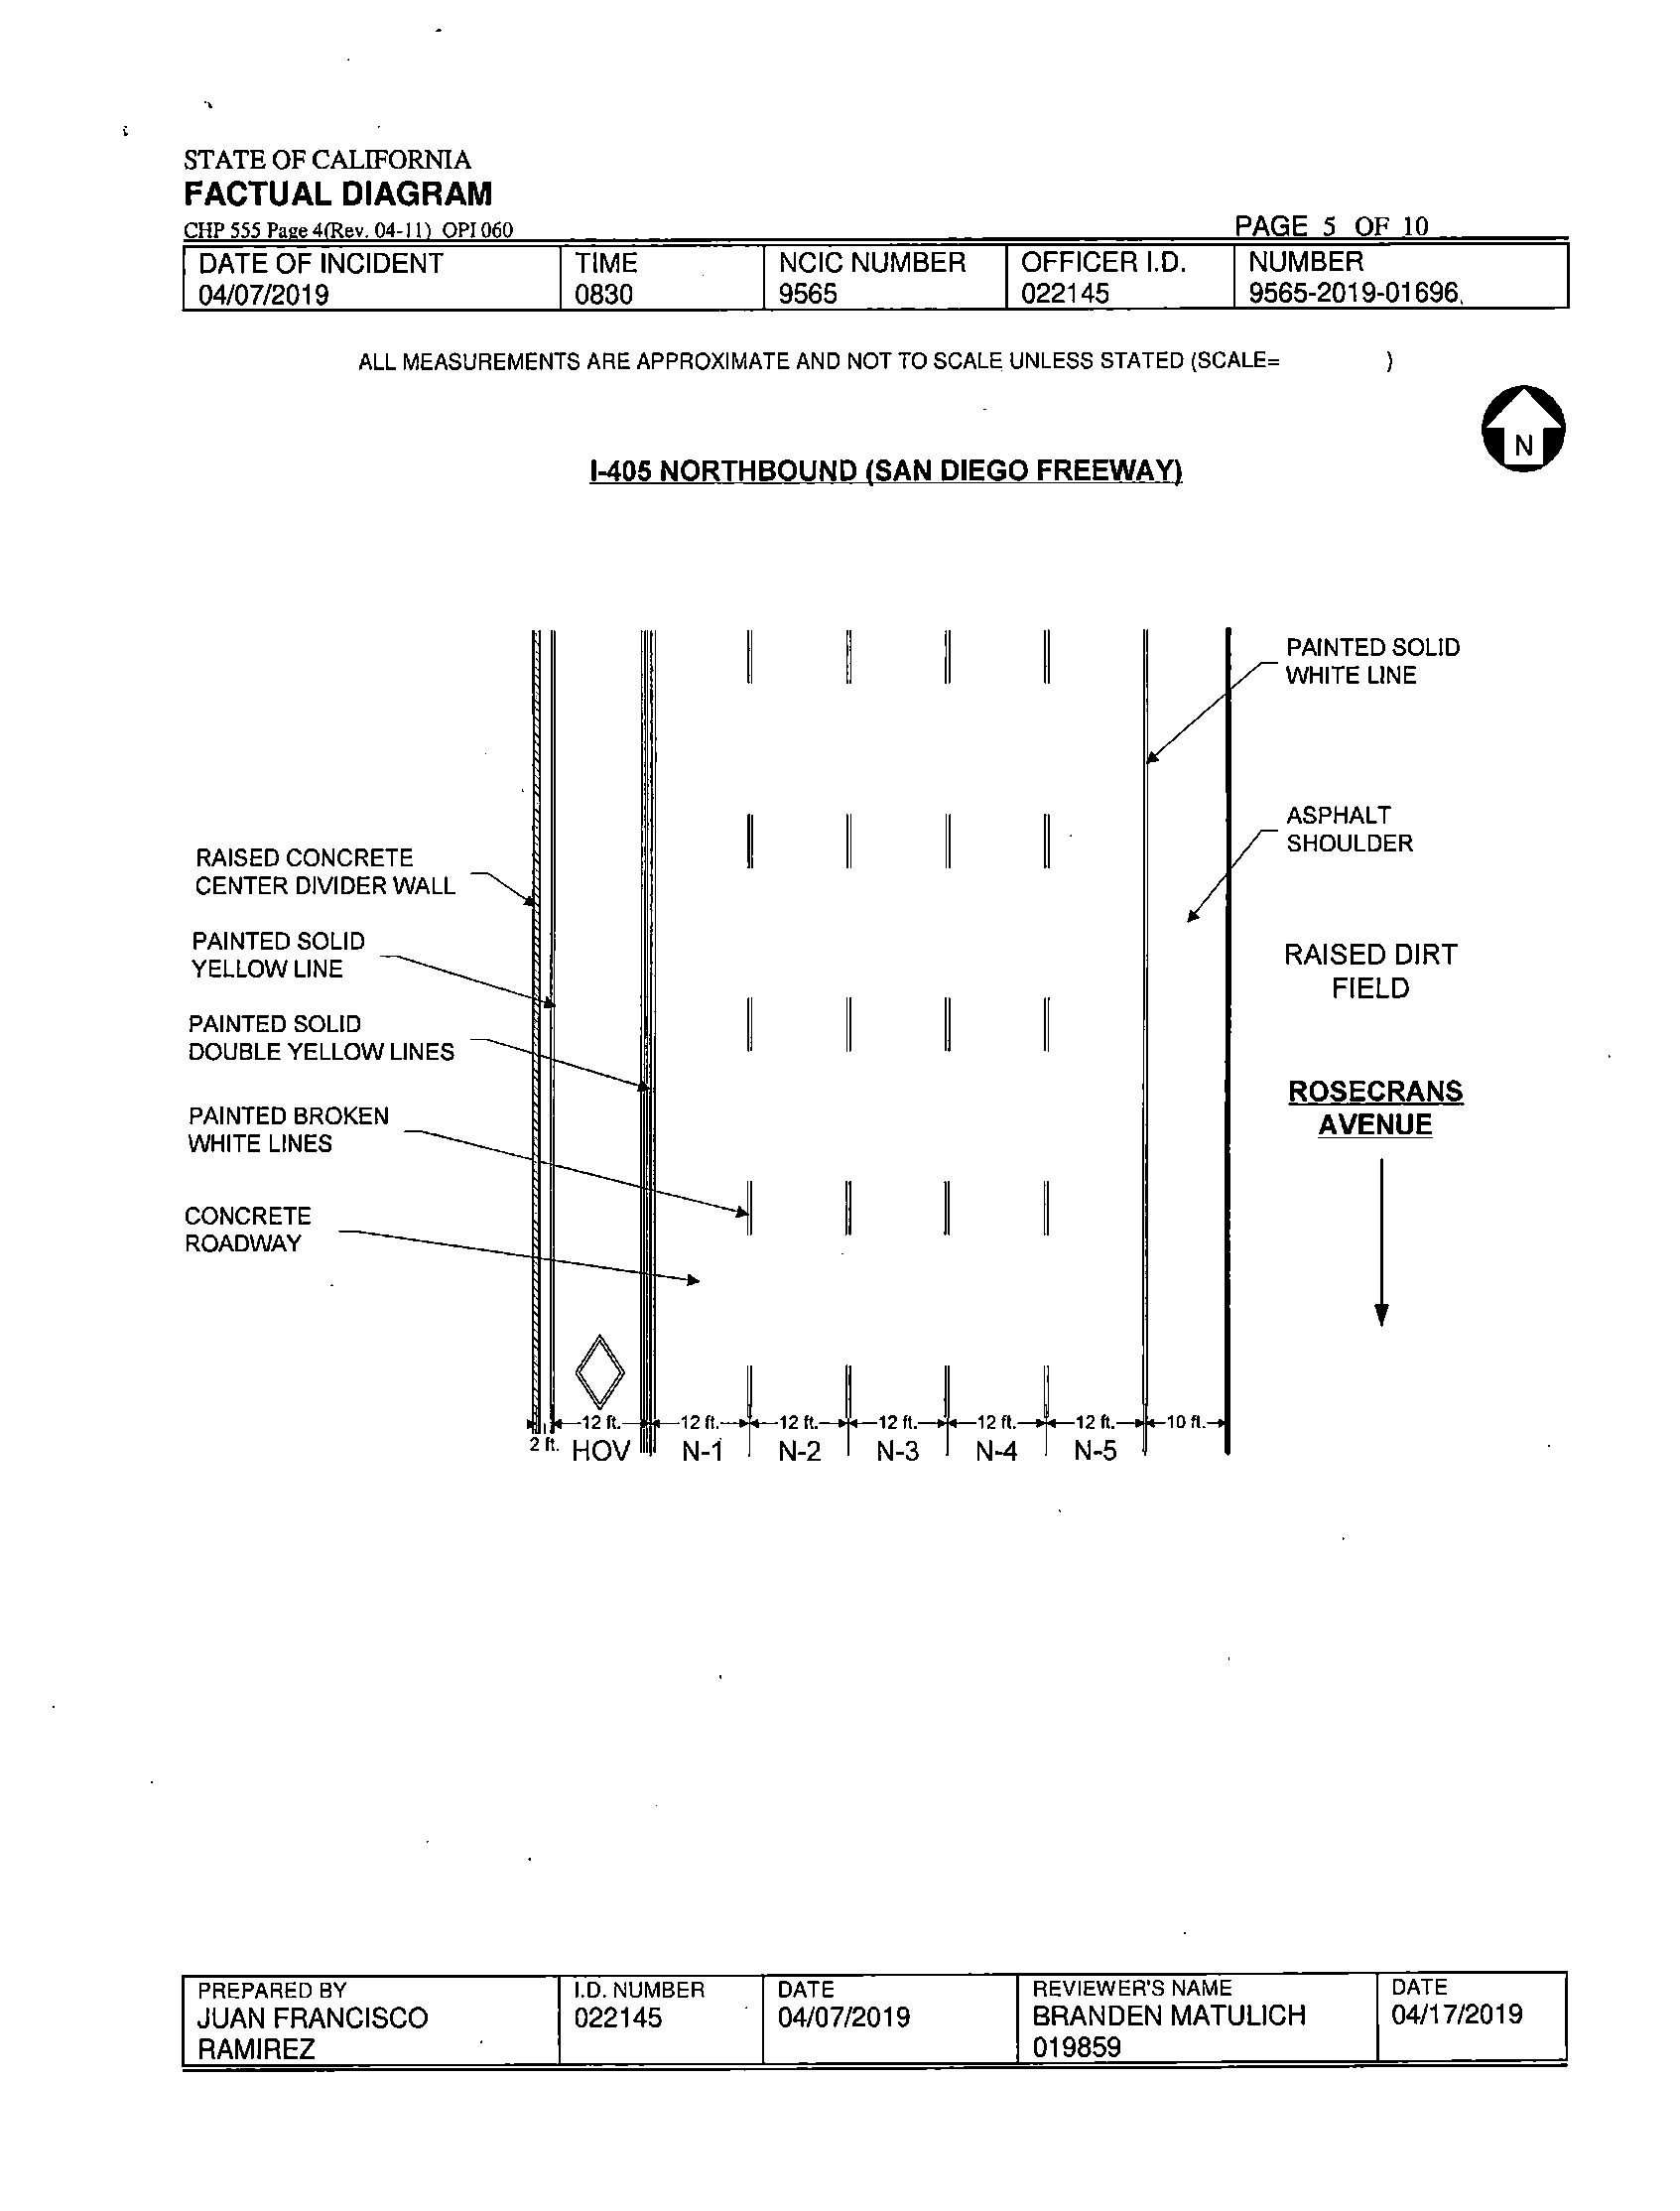 STATE OF CALIFORNIA
FACTUAL DIAGRAM
CHP 555 Page 4(Rev. 04-11) OPI 060
PAGE 5 OF 10
DATE OF INCIDENT TIME NCIC NUMBER OFFICER I.D. NUMBER
04/07/2019 0830 9565 022145 9565-2019-01696
ALL MEASUREMENTS ARE APPROXIMATE AND NOT TO SCALE UNLESS STATED (SCALE= )
N
I-405 NORTHBOUND (SAN DIEGO FREEWAY)
PAINTED SOLID
WHITE LINE
ASPHALT
SHOULDER
RAISED CONCRETE
CENTER DIVIDER WALL
PAINTED SOLID
YELLOW LINE
RAISED DIRT
FIELD
PAINTED SOLID
DOUBLE YELLOW LINES
ROSECRANS
AVENUE
PAINTED BROKEN
WHITE LINES
CONCRETE
ROADWAY
12 ft. 12 ft. 12 ft. 12 ft. 12 ft. 12 ft. 10 ft.
2 ft. HOV N-1 N-2 N-3 N-4 N-5
PREPARED BY I.D. NUMBER DATE REVIEWER'S NAME DATE
JUAN FRANCISCO 022145 04/07/2019 BRANDEN MATULICH 04/17/2019
RAMIREZ 019859